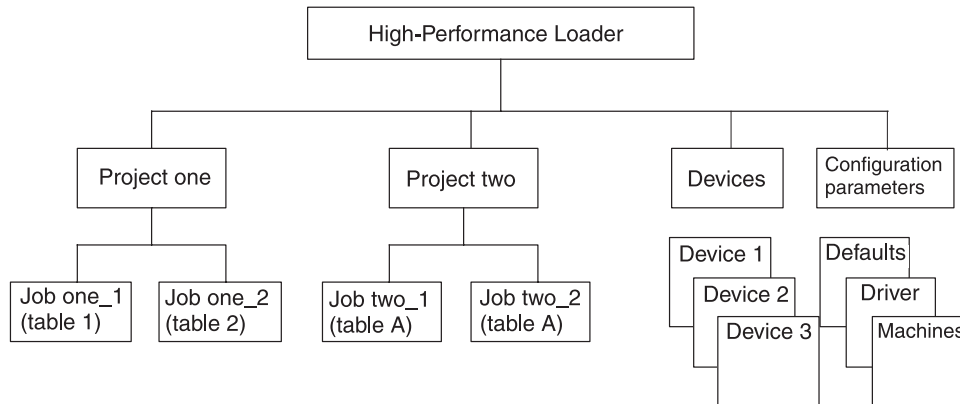 High-Performance Loader
Project one
Project two
Devices
Configuration
parameters
Job one_1
(table 1)
Job one_2
(table 2)
Job two_1
(table A)
Job two_2
(table A)
Device 1
Device 2
Device 3
Defaults
Driver
Machines